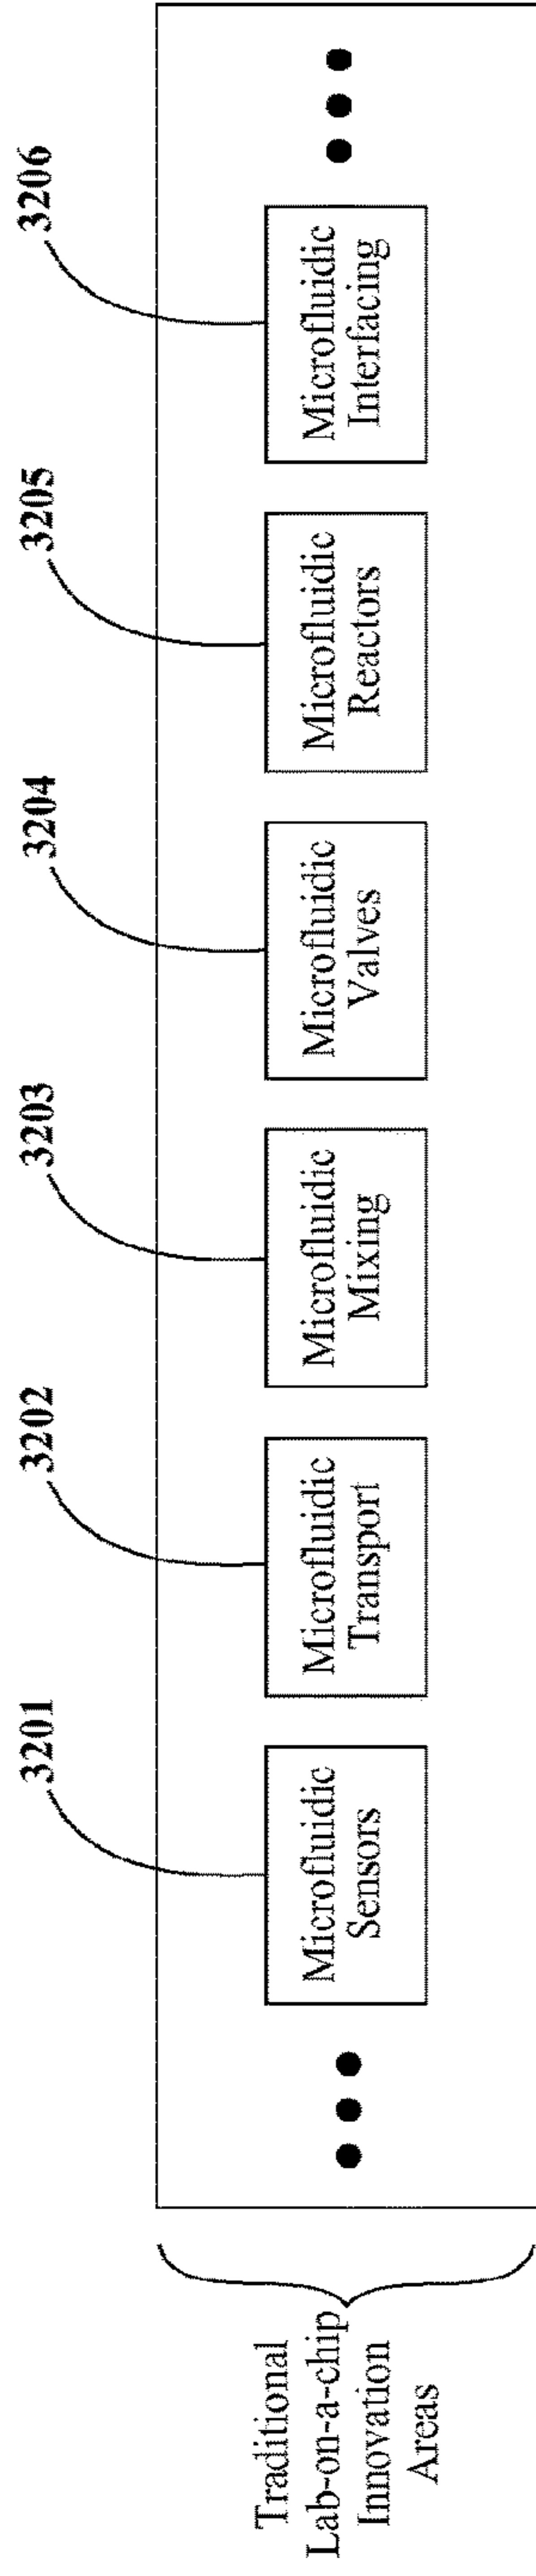 3201
3202
3203
3204
3205
3206
Traditional
Lab-on-a-chip
Innovation
Areas
Microfluidic
Sensors
Microfluidic
Transport
Microfluidic
Mixing
Microfluidic
Valves
Microfluidic
Reactors
Microfluidic
Interfacing